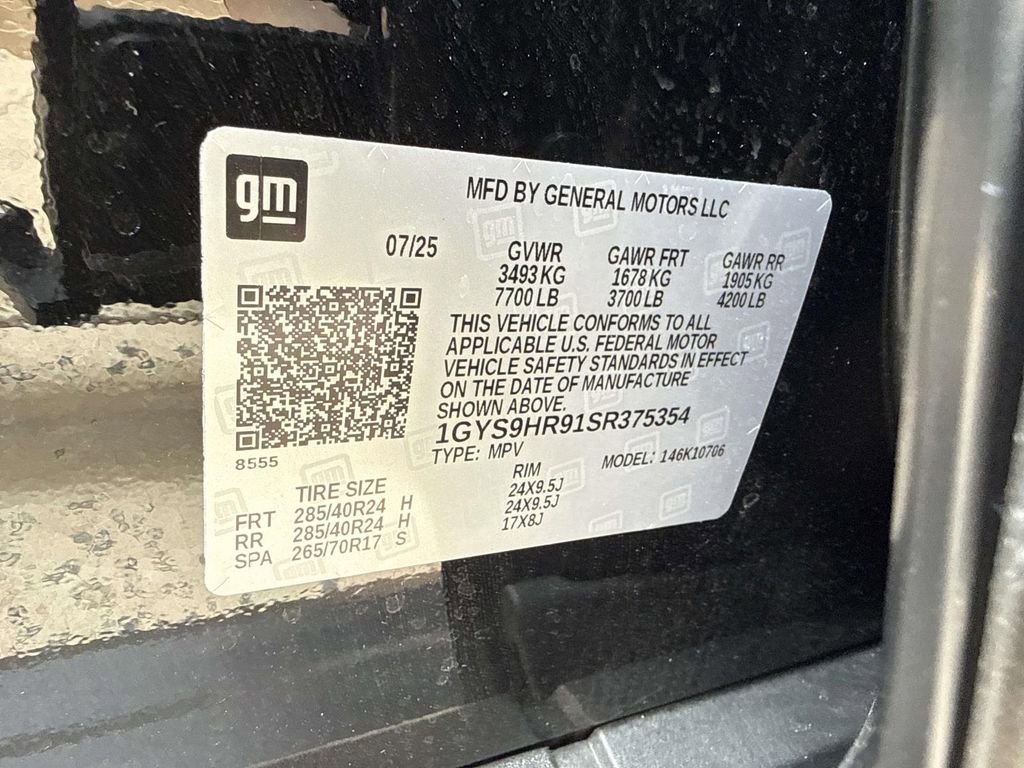 gm
MFD BY GENERAL MOTORS LLC
07/25 GVWR GAWR FRT GAWR RR
3493 KG 1678 KG 1905 KG
7700 LB 3700 LB 4200 LB
THIS VEHICLE CONFORMS TO ALL
APPLICABLE U.S. FEDERAL MOTOR
VEHICLE SAFETY STANDARDS IN EFFECT
ON THE DATE OF MANUFACTURE
SHOWN ABOVE.
1GYS9HR91SR375354
TYPE: MPV MODEL: 146K10706
8555
TIRE SIZE RIM
FRT 285/40R24 H 24X9.5J
RR 285/40R24 H 24X9.5J
SPA 265/70R17 S 17X8J